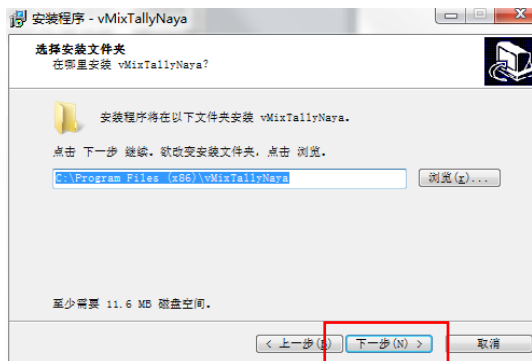 安装程序 - vMixTallyNaya
选择安装文件夹
在哪里安装 vMixTallyNaya?
安装程序将在以下文件夹安装 vMixTallyNaya.
点击 下一步 继续. 欲改变安装文件夹, 点击 浏览.
C:\Program Files (x86)\vMixTallyNaya
浏览(r)...
至少需要 11.6 MB 磁盘空间.
< 上一步(B) 下一步(N) > 取消